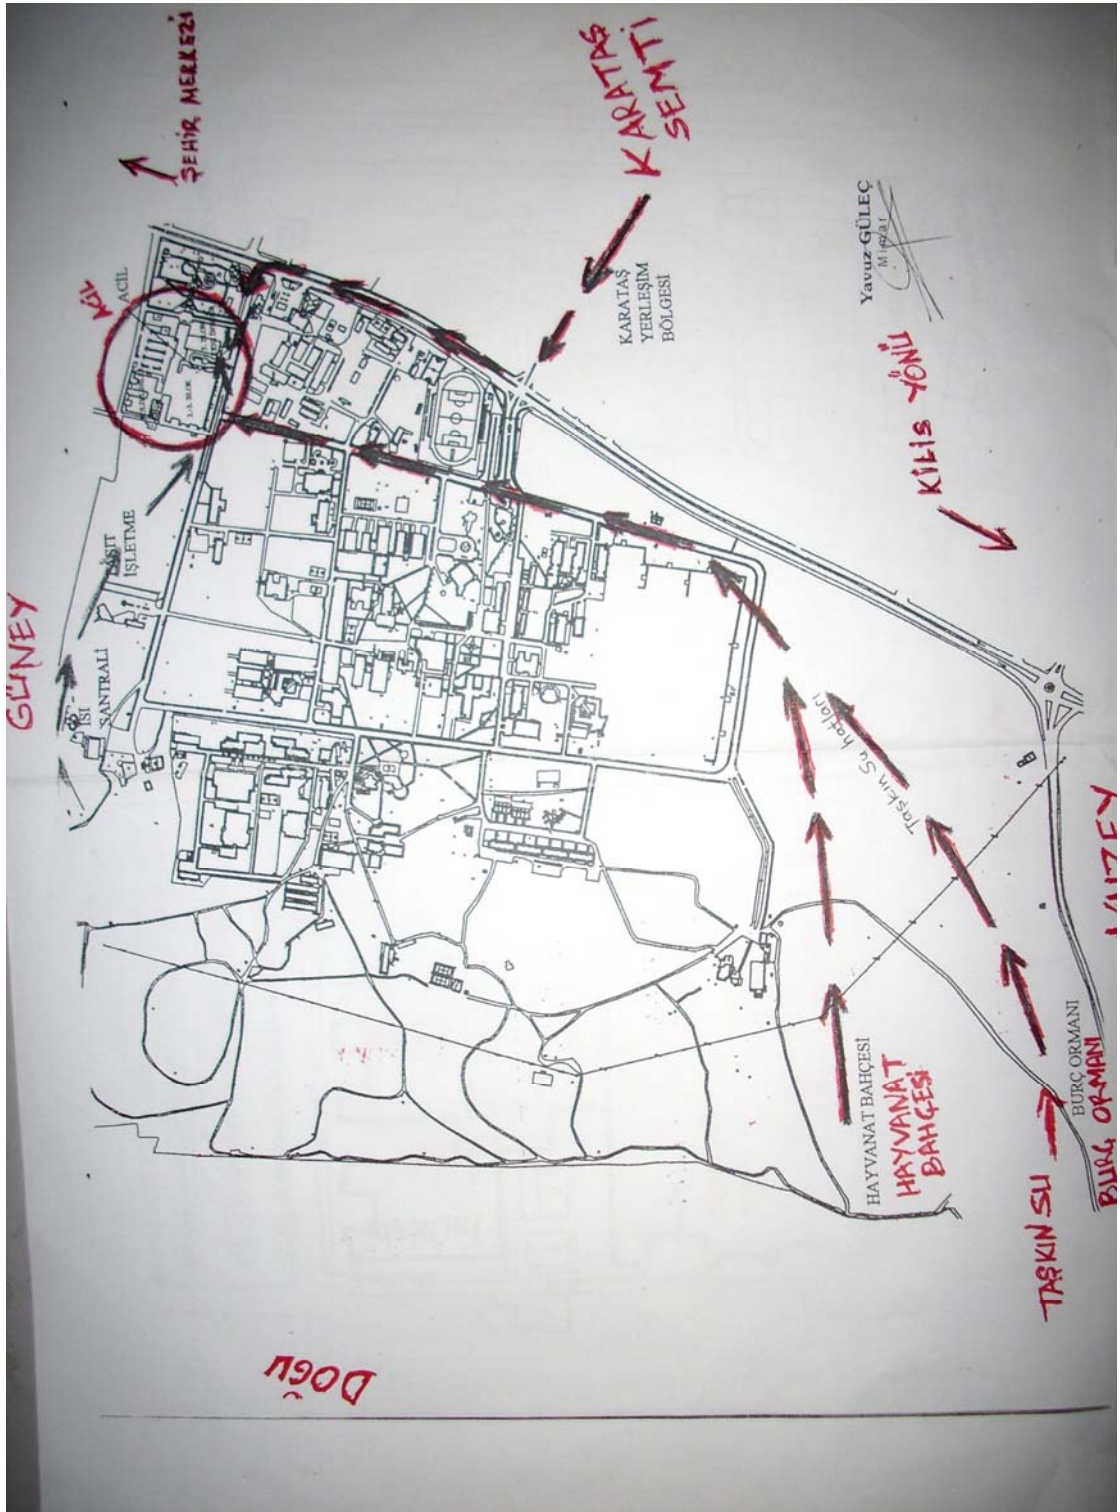 ŞEHİR MERKEZİ
KARATAŞ
SEMTİ
ACİL
KARATAŞ
YERLEŞİM
BÖLGESİ
Yavuz GÜLEÇ
Mimar
KİLİS YÖNÜ
İŞLETME
GÜNEY
ISI
SANTRALİ
Taşkın Su hatları
KUZEY
HAYVANAT BAHÇESİ
HAYVANAT
BAHÇESİ
BURÇ ORMANI
BURÇ ORMANI
TAŞKIN SU
DOĞU